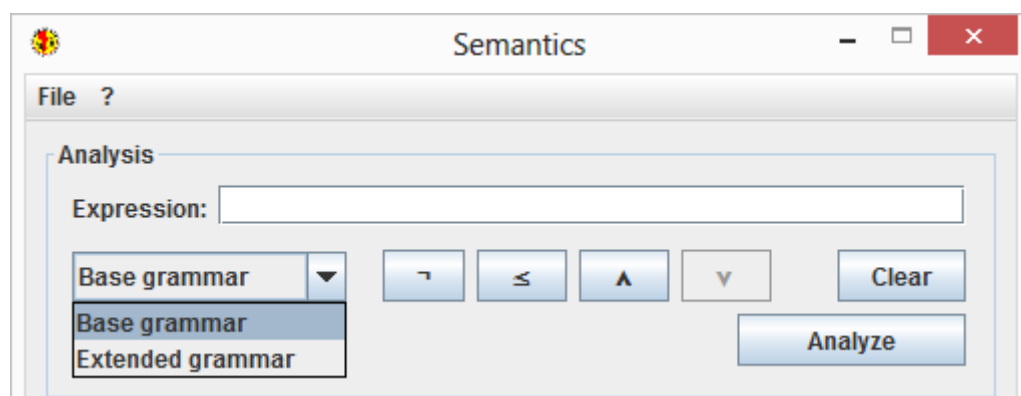 Semantics
File ?
Analysis
Expression:
Base grammar ¬ ≤ ∧ ∨ Clear
Base grammar
Analyze
Extended grammar